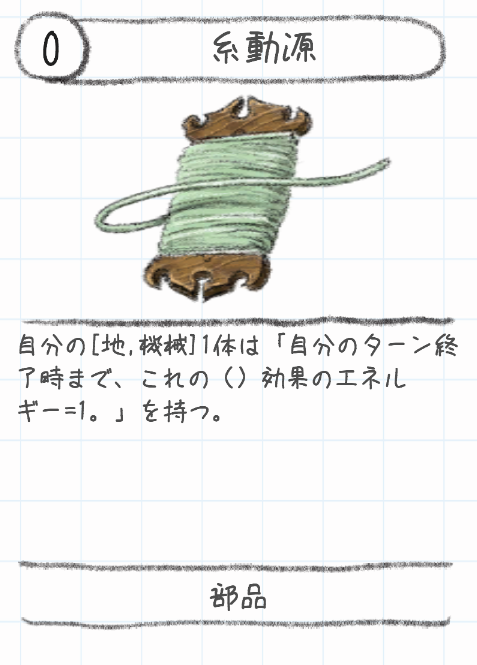 0
糸動源
自分の[地,機械]1体は「自分のターン終
了時まで、これの()効果のエネル
ギー=1。」を持つ。
部品